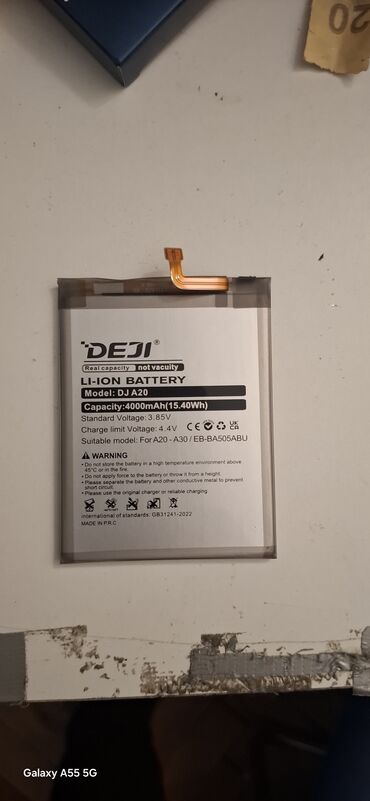 20
DEJI®
Real capacity not vacuity
LI-ION BATTERY
Model: DJ A20
Capacity:4000mAh(15.40Wh)
Standard Voltage: 3.85V
Charge limit Voltage: 4.4V
Suitable model: For A20 - A30 / EB-BA505ABU
WARNING
• Do not store the battery in a high temperature environment above
45°C or in the fire.
• Do not affect the battery to voltage or throw it from a height.
• Please separate the battery and other conductive metal to prevent
short circuit.
• Please use the original charger or reliable charging
international of standards: GB31241-2022
MADE IN P.R.C
Galaxy A55 5G